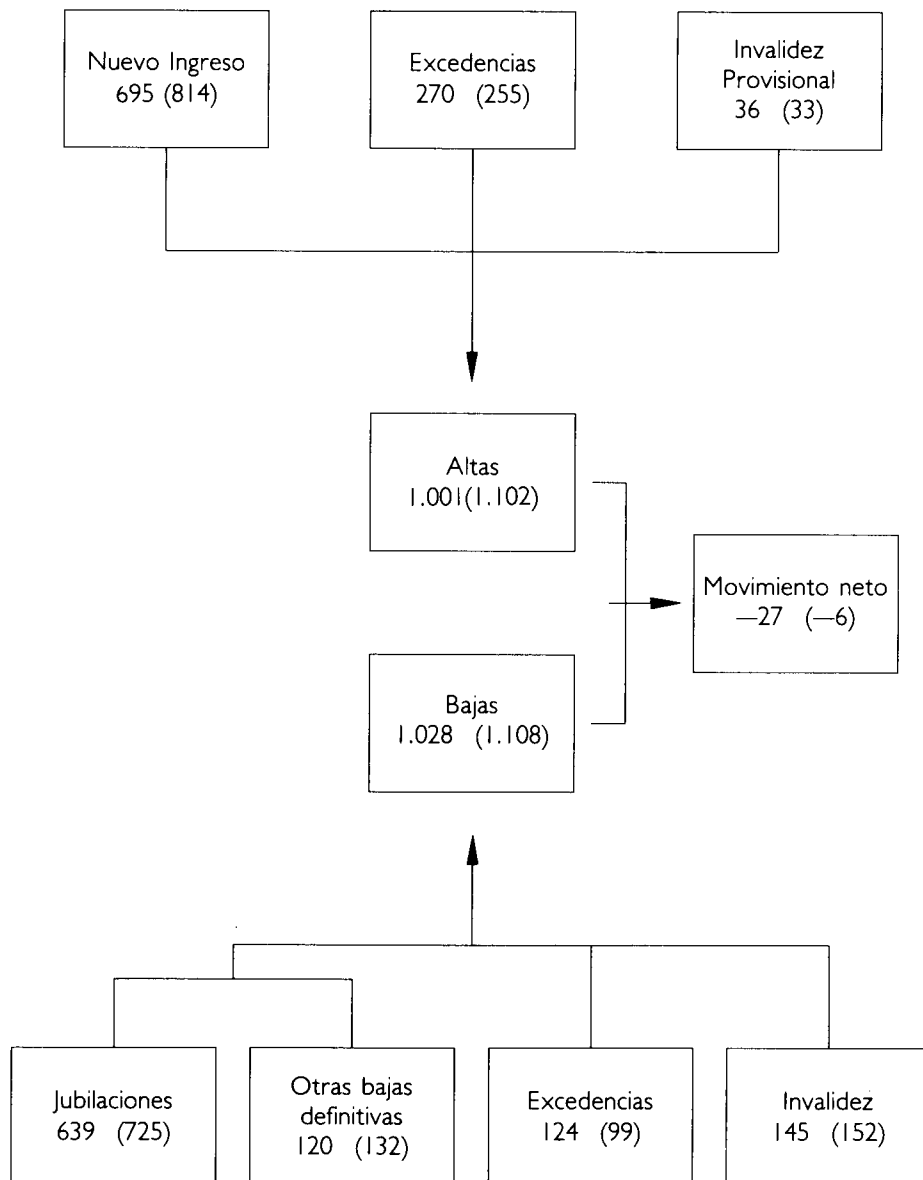 Nuevo Ingreso
695 (814)
Excedencias
270 (255)
Invalidez
Provisional
36 (33)
Altas
1.001(1.102)
Movimiento neto
—27 (—6)
Bajas
1.028 (1.108)
Jubilaciones
639 (725)
Otras bajas
definitivas
120 (132)
Excedencias
124 (99)
Invalidez
145 (152)